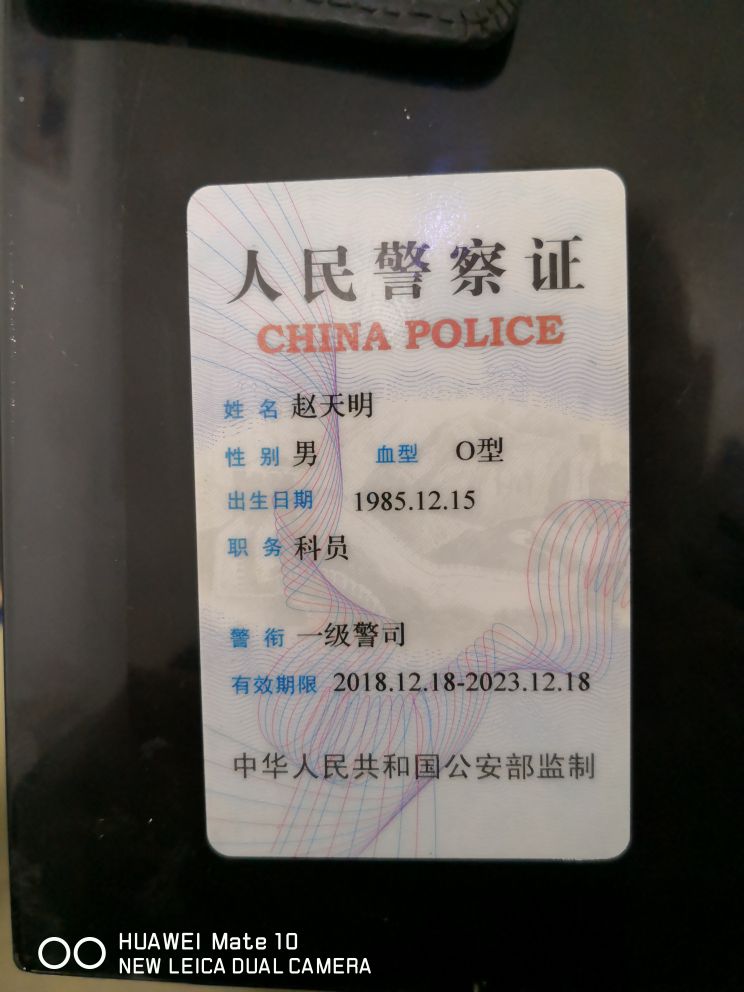 人民警察证
CHINA POLICE
姓 名 赵天明
性 别 男 血型 O型
出生日期 1985.12.15
职 务 科员
警 衔 一级警司
有效期限 2018.12.18-2023.12.18
中华人民共和国公安部监制
HUAWEI Mate 10
NEW LEICA DUAL CAMERA